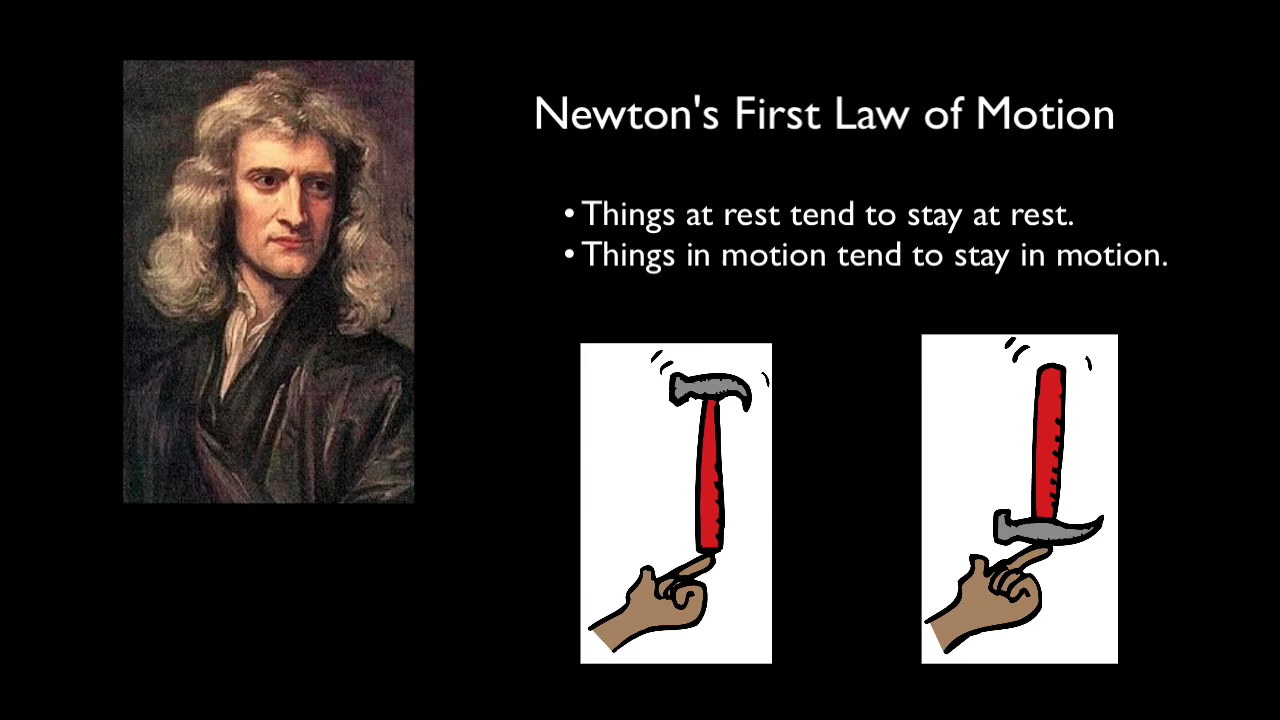 Newton's First Law of Motion
• Things at rest tend to stay at rest.
• Things in motion tend to stay in motion.